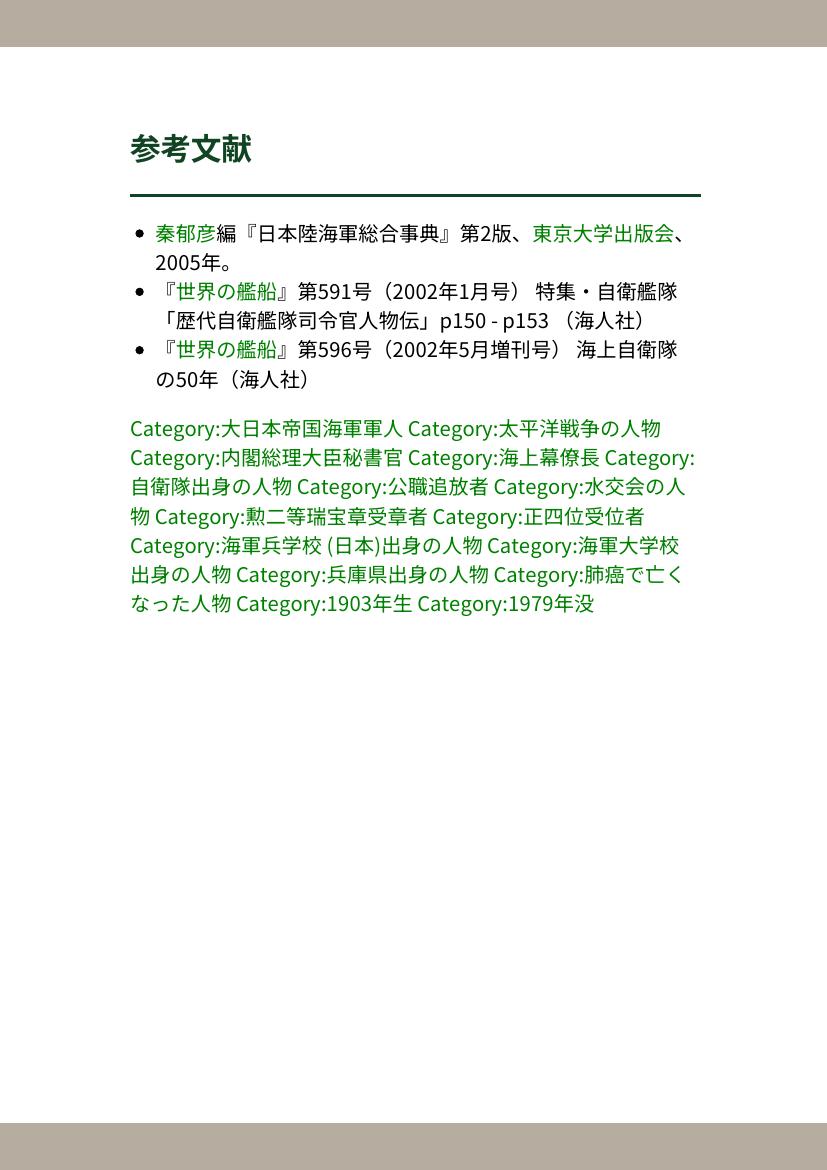 参考文献
秦郁彦編『日本陸海軍総合事典』第2版、東京大学出版会、
2005年。
『世界の艦船』第591号（2002年1月号） 特集・自衛艦隊
「歴代自衛艦隊司令官人物伝」p150 - p153 （海人社）
『世界の艦船』第596号（2002年5月増刊号） 海上自衛隊
の50年（海人社）
Category:大日本帝国海軍軍人 Category:太平洋戦争の人物
Category:内閣総理大臣秘書官 Category:海上幕僚長 Category:
自衛隊出身の人物 Category:公職追放者 Category:水交会の人
物 Category:勲二等瑞宝章受章者 Category:正四位受位者
Category:海軍兵学校 (日本)出身の人物 Category:海軍大学校
出身の人物 Category:兵庫県出身の人物 Category:肺癌で亡く
なった人物 Category:1903年生 Category:1979年没